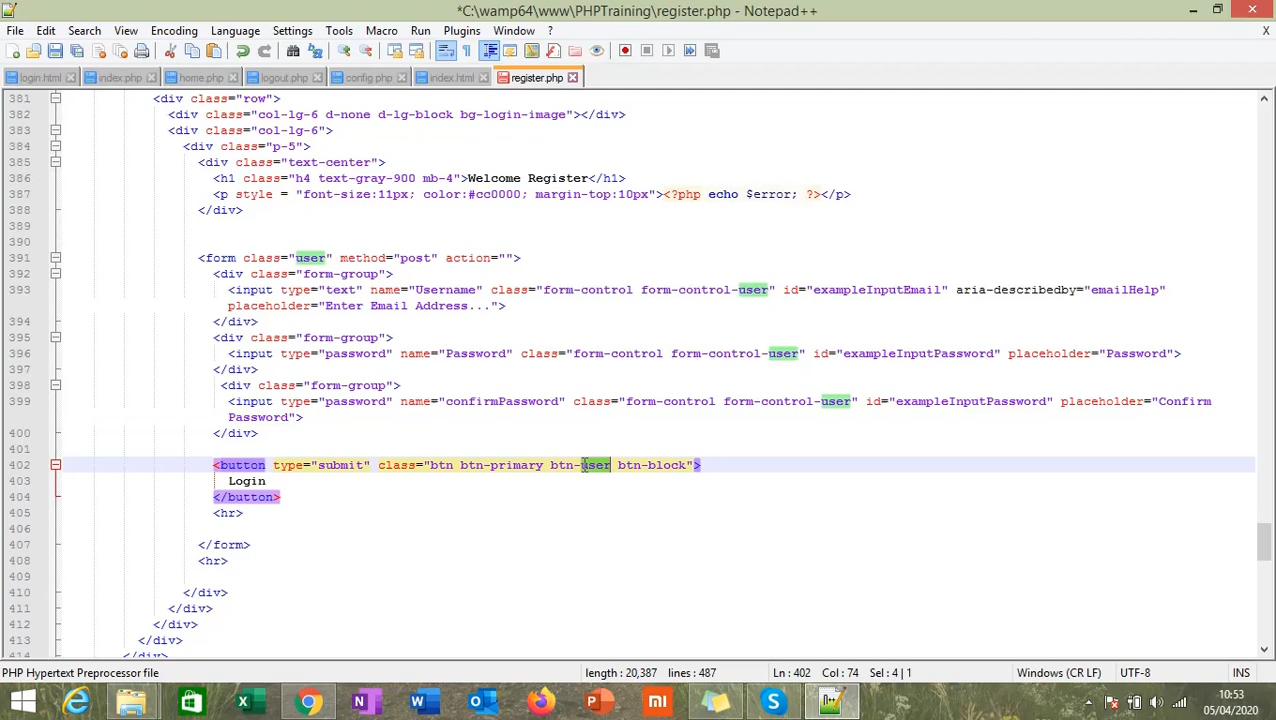 *C:\wamp64\www\PHPTraining\register.php - Notepad++
File Edit Search View Encoding Language Settings Tools Macro Run Plugins Window ? X
login.html index.php home.php logout.php config.php index.html register.php
381 <div class="row">
382 <div class="col-lg-6 d-none d-lg-block bg-login-image"></div>
383 <div class="col-lg-6">
384 <div class="p-5">
385 <div class="text-center">
386 <h1 class="h4 text-gray-900 mb-4">Welcome Register</h1>
387 <p style = "font-size:11px; color:#cc0000; margin-top:10px"><?php echo $error; ?></p>
388 </div>
389
390
391 <form class="user" method="post" action="">
392 <div class="form-group">
393 <input type="text" name="Username" class="form-control form-control-user" id="exampleInputEmail" aria-describedby="emailHelp"
placeholder="Enter Email Address...">
394 </div>
395 <div class="form-group">
396 <input type="password" name="Password" class="form-control form-control-user" id="exampleInputPassword" placeholder="Password">
397 </div>
398 <div class="form-group">
399 <input type="password" name="confirmPassword" class="form-control form-control-user" id="exampleInputPassword" placeholder="Confirm
Password">
400 </div>
401
402 <button type="submit" class="btn btn-primary btn-user btn-block">
403 Login
404 </button>
405 <hr>
406
407 </form>
408 <hr>
409
410 </div>
411 </div>
412 </div>
413 </div>
414 </div>
PHP Hypertext Preprocessor file length : 20,387 lines : 487 Ln : 402 Col : 74 Sel : 4 | 1 Windows (CR LF) UTF-8 INS
10:53
05/04/2020